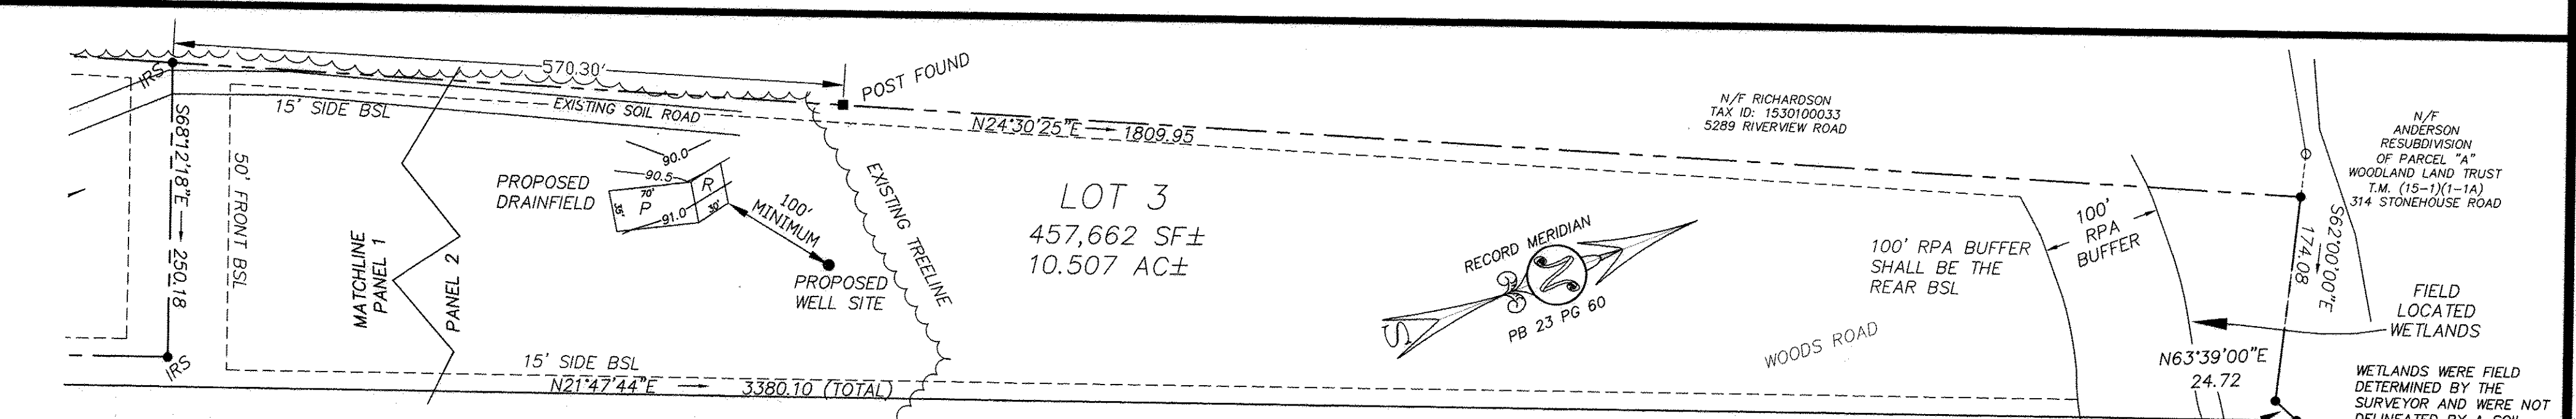 570.30'
POST FOUND
IRS
15' SIDE BSL
EXISTING SOIL ROAD
S68°12'18"E → 250.18
50' FRONT BSL
MATCHLINE
PANEL 1
PANEL 2
PROPOSED
DRAINFIELD
90.0
90.5
70'
P
R
35'
91.0
30'
100'
MINIMUM
PROPOSED
WELL SITE
EXISTING TREELINE
N24°30'25"E → 1809.95
LOT 3
457,662 SF±
10.507 AC±
N/F RICHARDSON
TAX ID: 1530100033
5289 RIVERVIEW ROAD
RECORD MERIDIAN
N
S
PB 23 PG 60
WOODS ROAD
100' RPA BUFFER
SHALL BE THE
REAR BSL
100'
RPA
BUFFER
N/F
ANDERSON
RESUBDIVISION
OF PARCEL "A"
WOODLAND LAND TRUST
T.M. (15-1)(1-1A)
314 STONEHOUSE ROAD
S62°00'00"E
→
174.08
FIELD
LOCATED
WETLANDS
N63°39'00"E
24.72
WETLANDS WERE FIELD
DETERMINED BY THE
SURVEYOR AND WERE NOT
DELINEATED BY A SOIL
IRS
15' SIDE BSL
N21°47'44"E → 3380.10 (TOTAL)